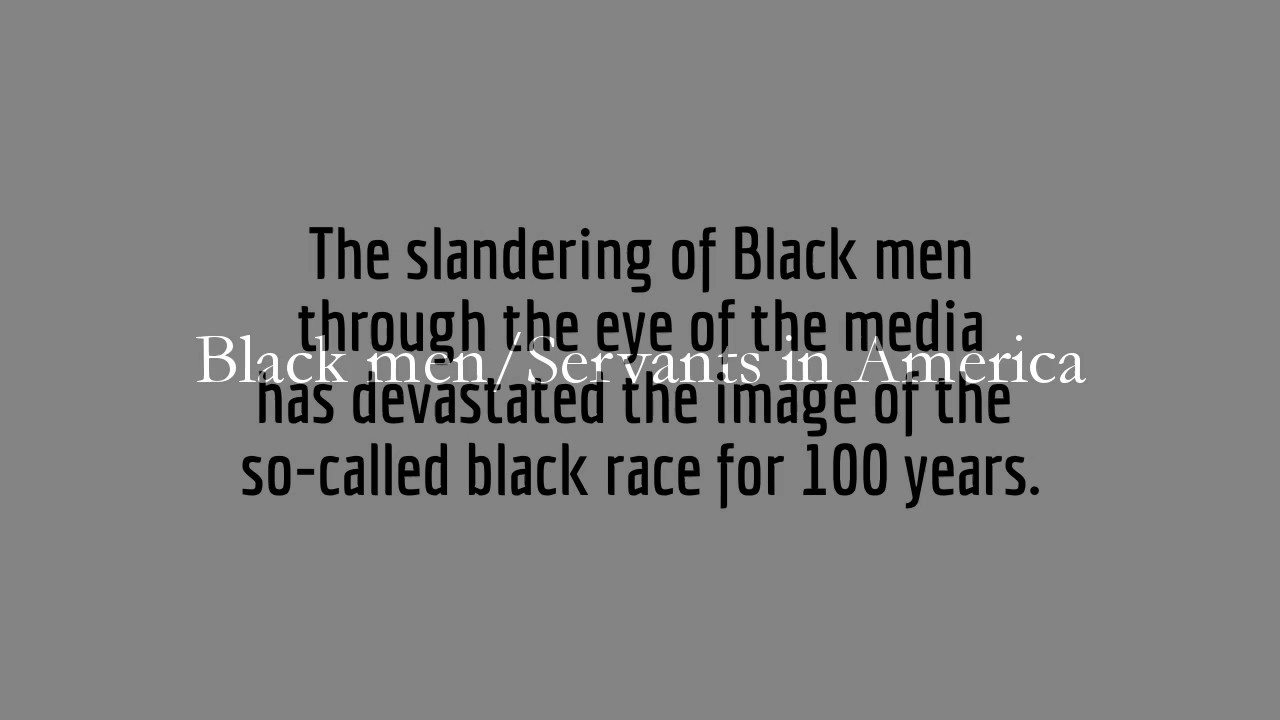 The slandering of Black men
through the eye of the media
Black men/Servants in America
has devastated the image of the
so-called black race for 100 years.